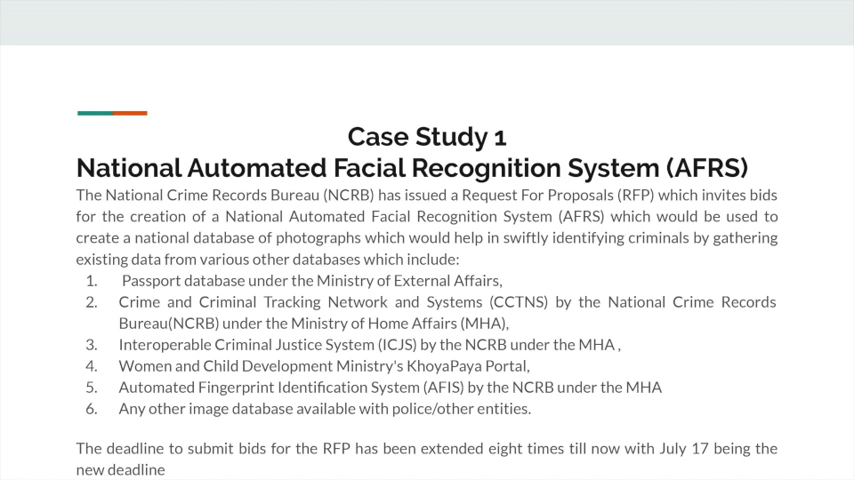 Case Study 1
National Automated Facial Recognition System (AFRS)
The National Crime Records Bureau (NCRB) has issued a Request For Proposals (RFP) which invites bids
for the creation of a National Automated Facial Recognition System (AFRS) which would be used to
create a national database of photographs which would help in swiftly identifying criminals by gathering
existing data from various other databases which include:
1. Passport database under the Ministry of External Affairs,
2. Crime and Criminal Tracking Network and Systems (CCTNS) by the National Crime Records
Bureau(NCRB) under the Ministry of Home Affairs (MHA),
3. Interoperable Criminal Justice System (ICJS) by the NCRB under the MHA ,
4. Women and Child Development Ministry's KhoyaPaya Portal,
5. Automated Fingerprint Identification System (AFIS) by the NCRB under the MHA
6. Any other image database available with police/other entities.
The deadline to submit bids for the RFP has been extended eight times till now with July 17 being the
new deadline